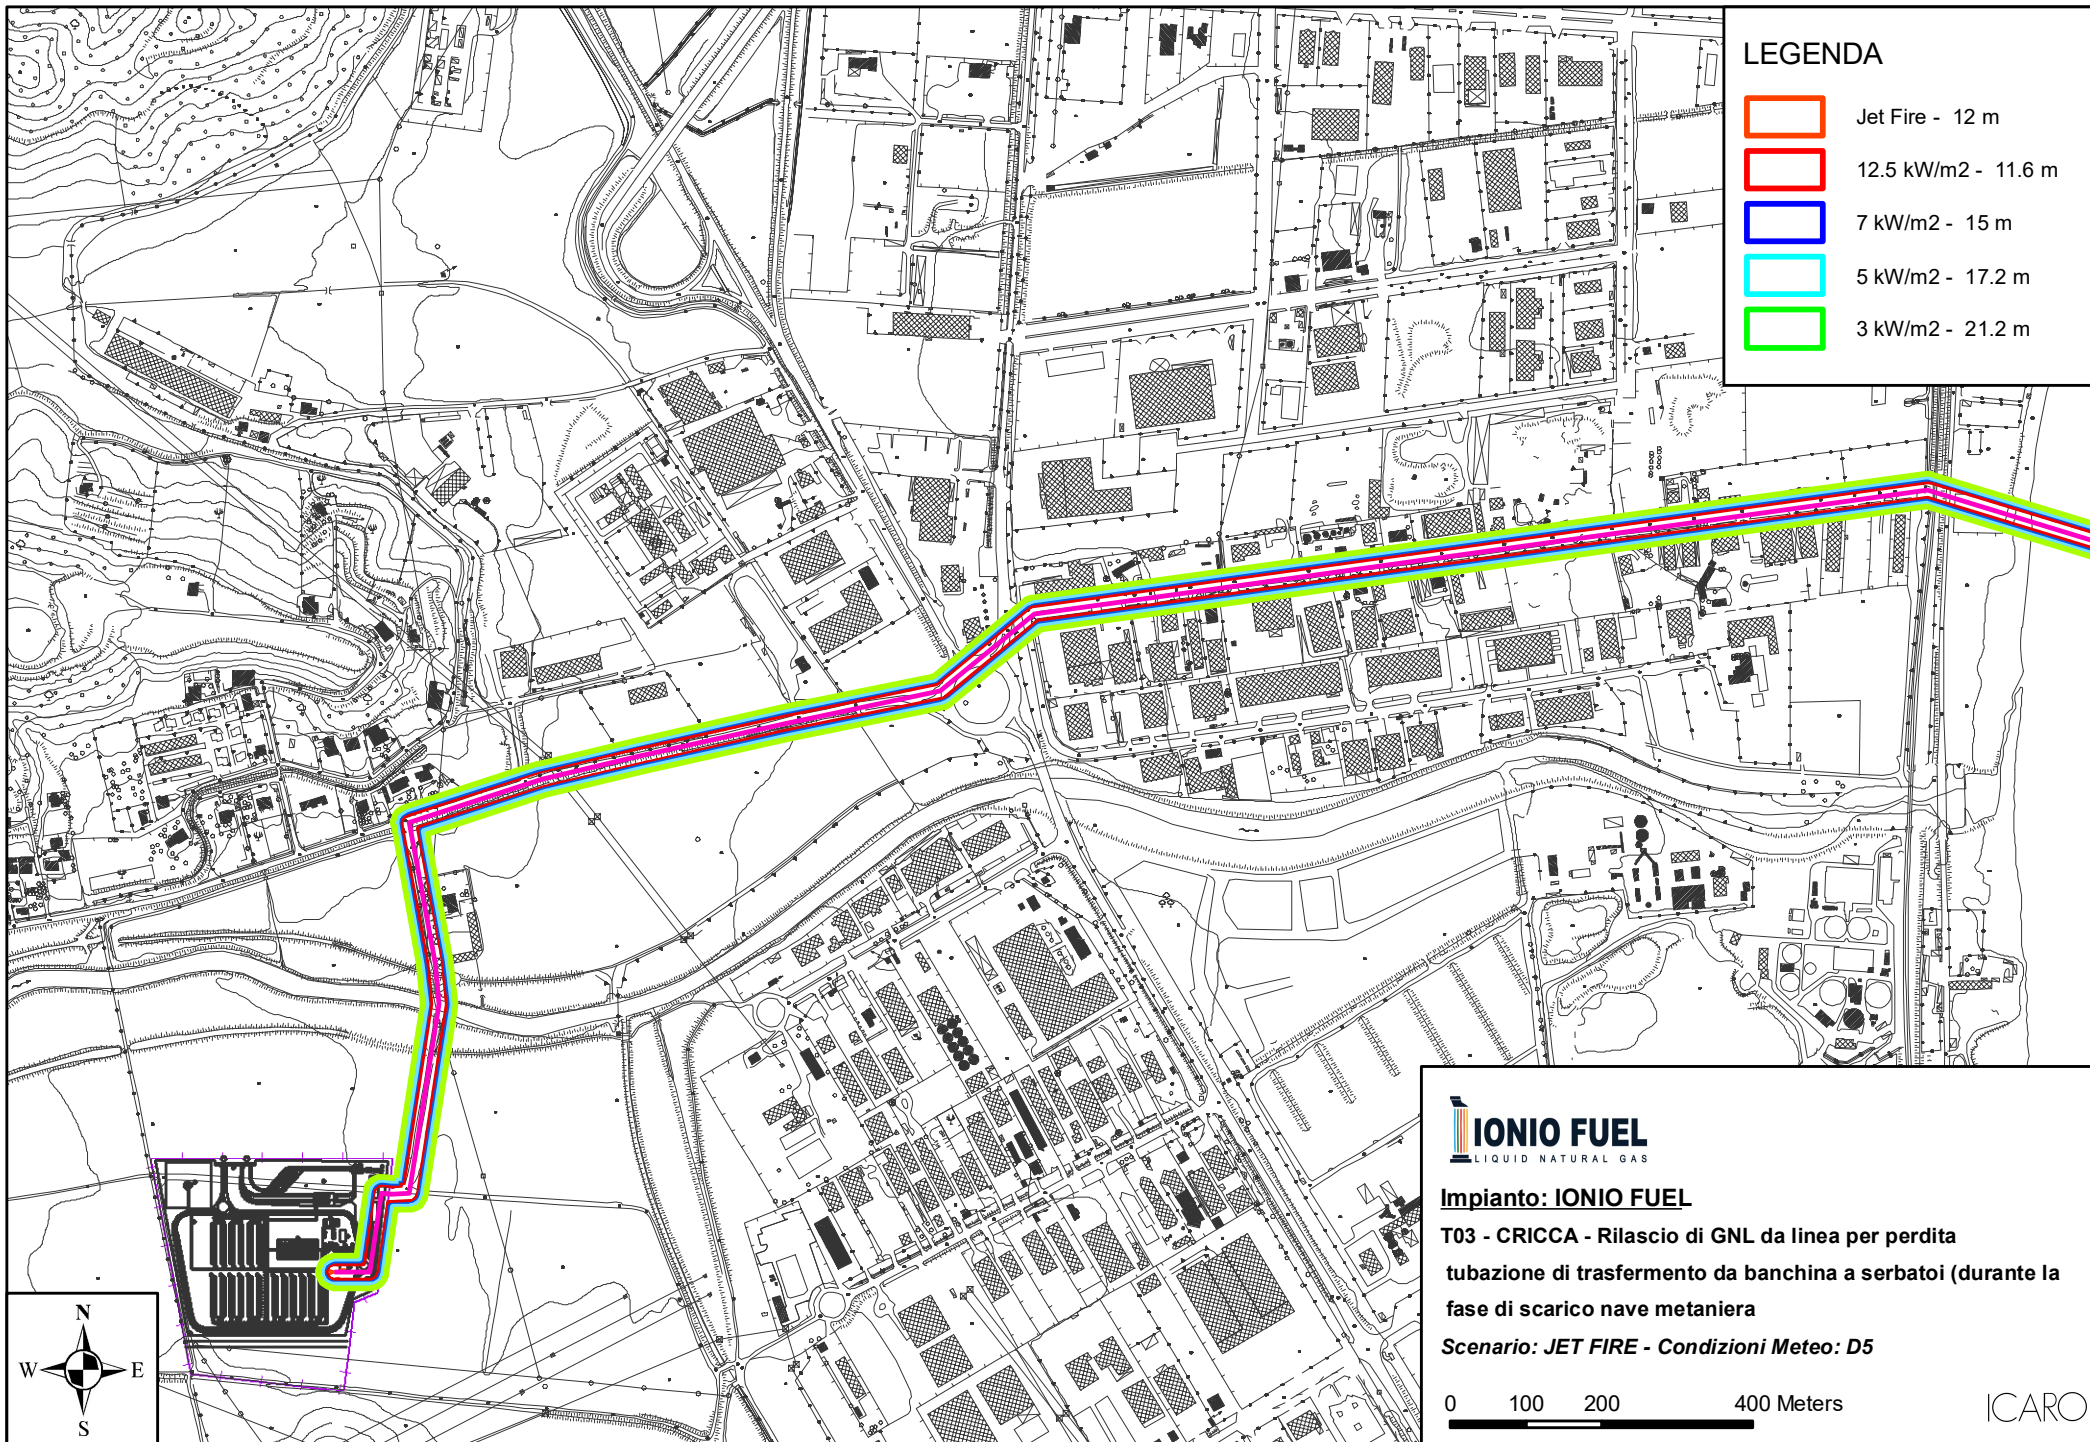 LEGENDA
Jet Fire - 12 m
12.5 kW/m2 - 11.6 m
7 kW/m2 - 15 m
5 kW/m2 - 17.2 m
3 kW/m2 - 21.2 m
IONIO FUEL
LIQUID NATURAL GAS
Impianto: IONIO FUEL
T03 - CRICCA - Rilascio di GNL da linea per perdita
tubazione di trasfermento da banchina a serbatoi (durante la
fase di scarico nave metaniera
Scenario: JET FIRE - Condizioni Meteo: D5
0 100 200 400 Meters
ICARO
N
W E
S